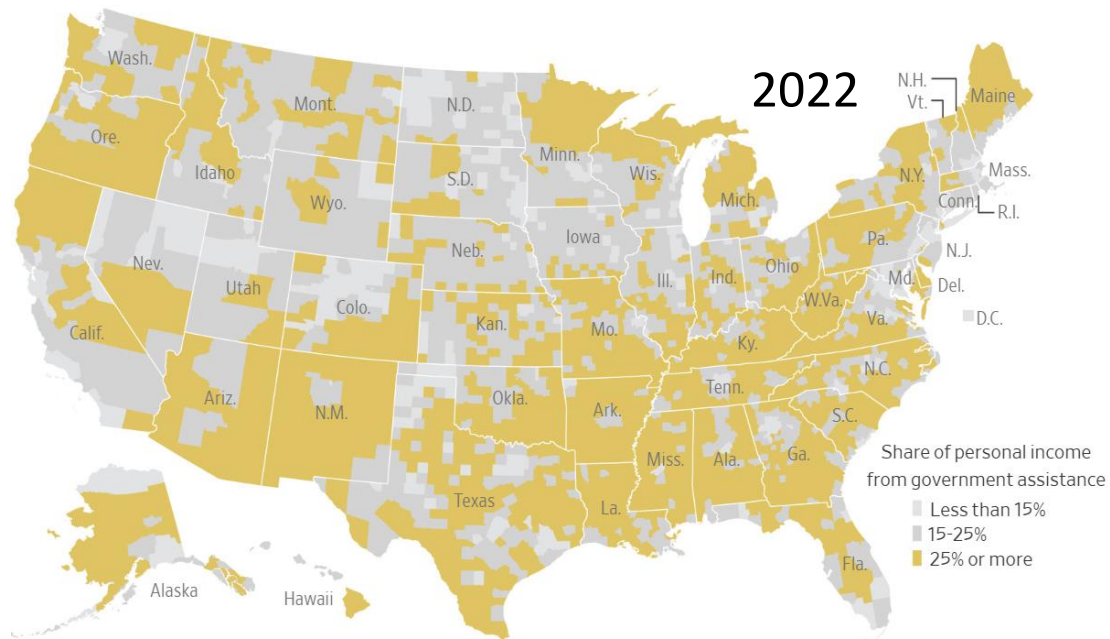 2022
N.H.
Vt.
Maine
Wash.
Mont.
N.D.
Minn.
Ore.
Idaho
S.D.
Wis.
Mich.
N.Y.
Mass.
Wyo.
Conn.
R.I.
Iowa
Nev.
Neb.
Pa.
N.J.
Utah
Colo.
Ill.
Ind.
Ohio
Md.
Del.
W.Va.
Va.
D.C.
Calif.
Kan.
Mo.
Ky.
N.C.
Ariz.
N.M.
Okla.
Ark.
Tenn.
S.C.
Miss.
Ala.
Ga.
Texas
La.
Fla.
Alaska
Hawaii
Share of personal income
from government assistance
Less than 15%
15-25%
25% or more